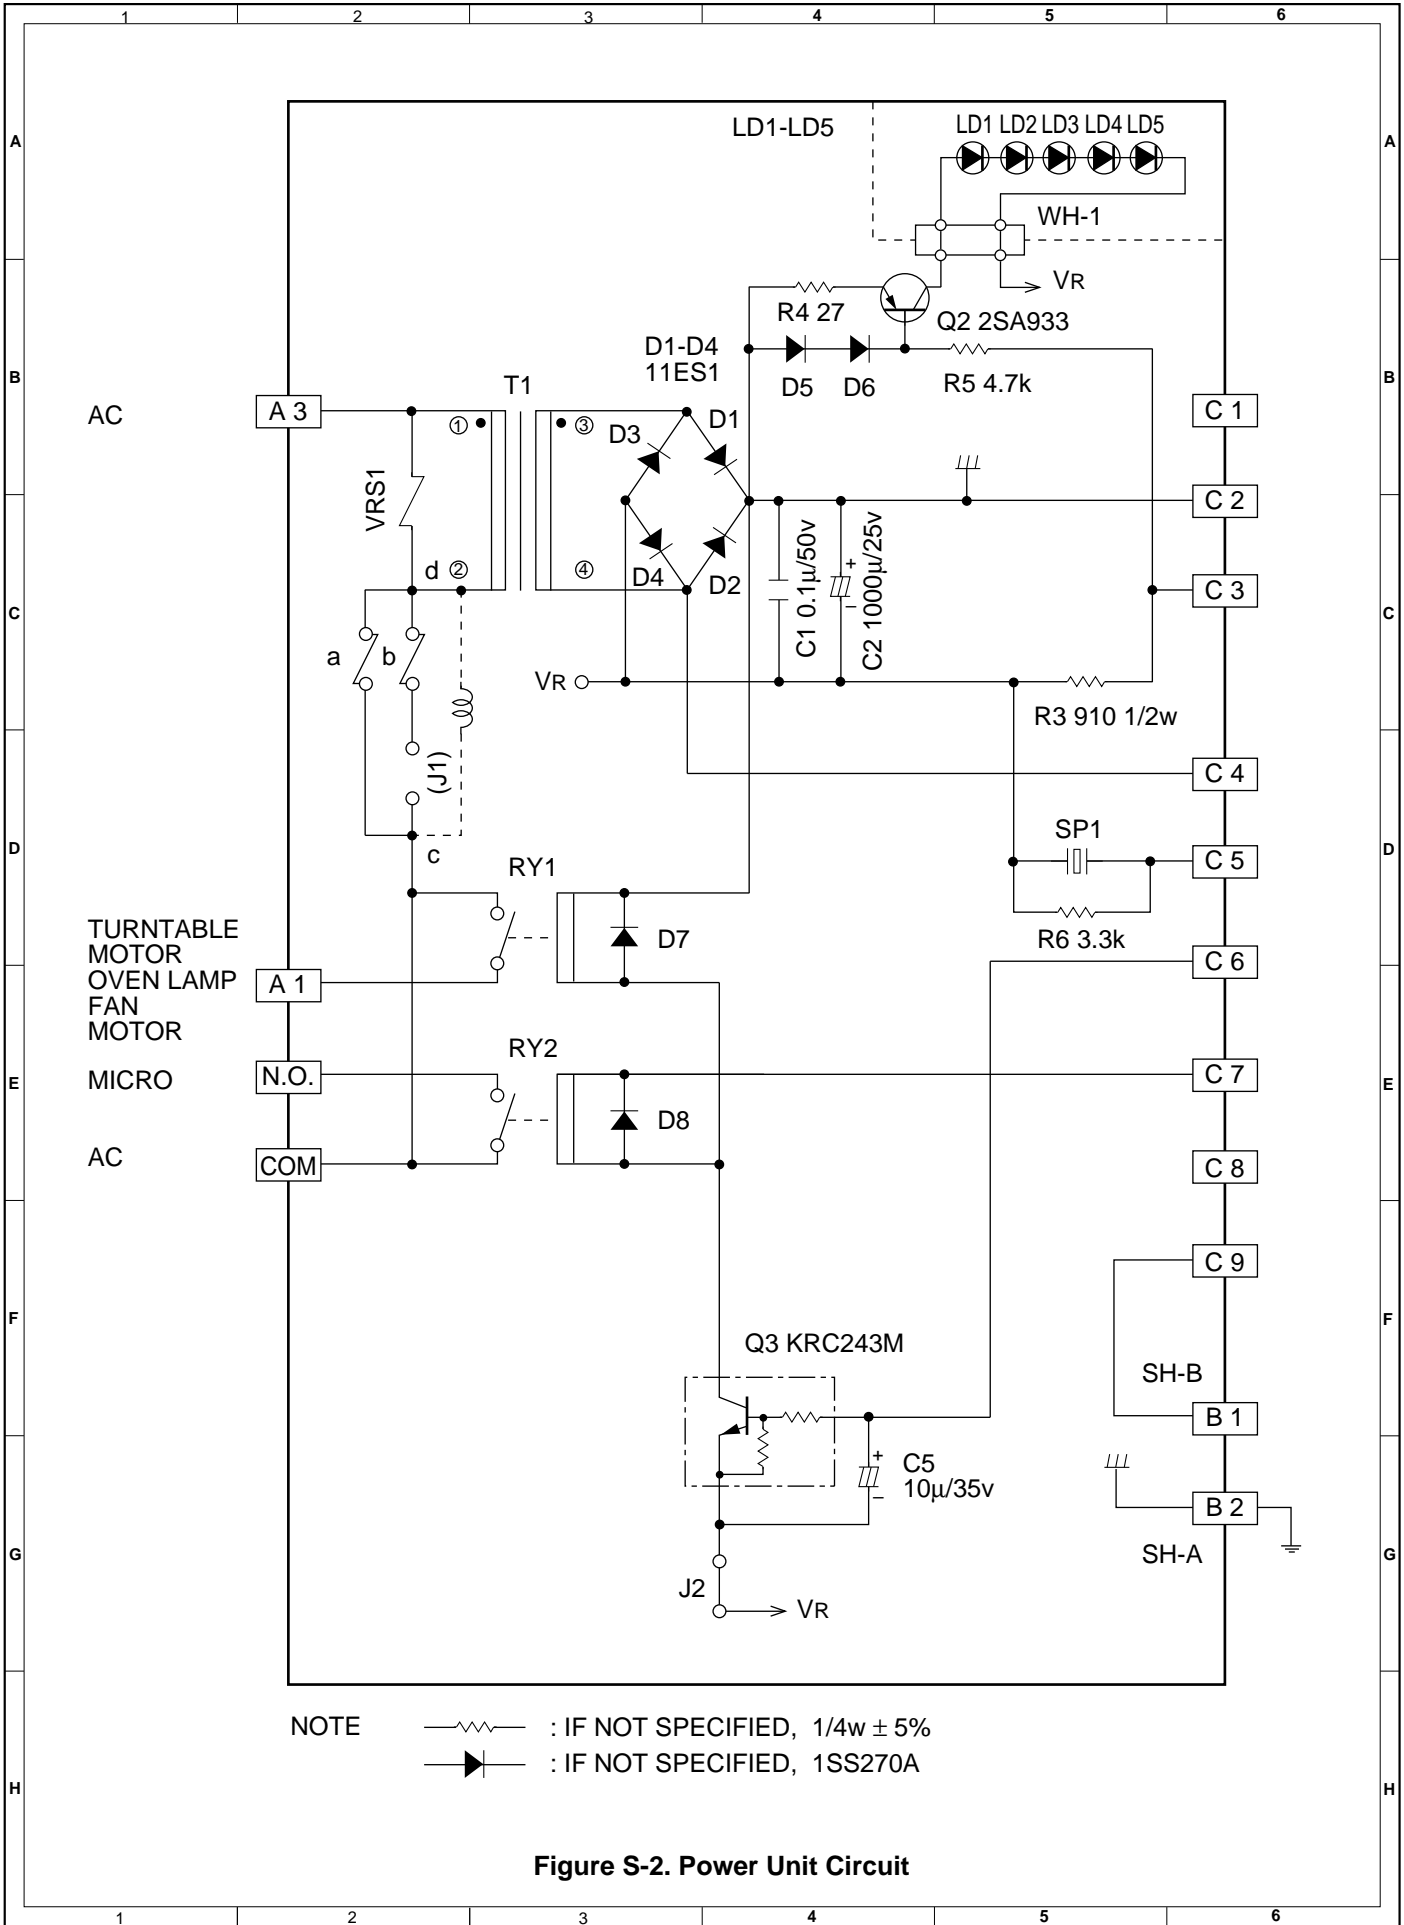 1 2 3 4 5 6
A A
LD1-LD5
LD1 LD2 LD3 LD4 LD5
WH-1
VR
R4 27
Q2 2SA933
D1-D4
11ES1
B B
T1
D5 D6
R5 4.7k
AC
A 3
C 1
① ③
D3 D1
VRS1
C 2
d ② ④
D4 D2
C1 0.1µ/50v
+
–
C2 1000µ/25v
C 3
C C
a b
VR
R3 910 1/2w
(J1)
C 4
SP1
D D
c
RY1
C 5
TURNTABLE
MOTOR
OVEN LAMP
FAN
MOTOR
D7
R6 3.3k
C 6
A 1
RY2
E E
MICRO
N.O.
C 7
D8
AC
COM
C 8
C 9
F F
Q3 KRC243M
SH-B
B 1
+
–
C5
10µ/35v
B 2
G G
SH-A
J2
VR
NOTE
: IF NOT SPECIFIED, 1/4w ± 5%
: IF NOT SPECIFIED, 1SS270A
H H
Figure S-2. Power Unit Circuit
1 2 3 4 5 6